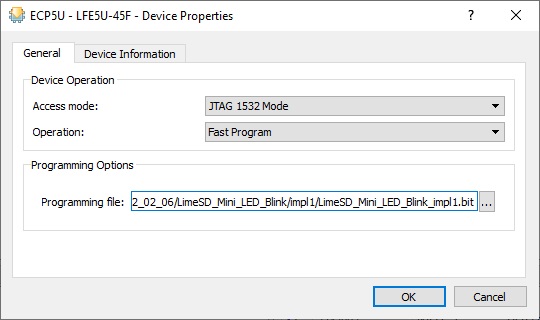 ECP5U - LFE5U-45F - Device Properties ? ×
General Device Information
Device Operation
Access mode: JTAG 1532 Mode
Operation: Fast Program
Programming Options
Programming file: 2_02_06/LimeSD_Mini_LED_Blink/impl1/LimeSD_Mini_LED_Blink_impl1.bit ...
OK Cancel